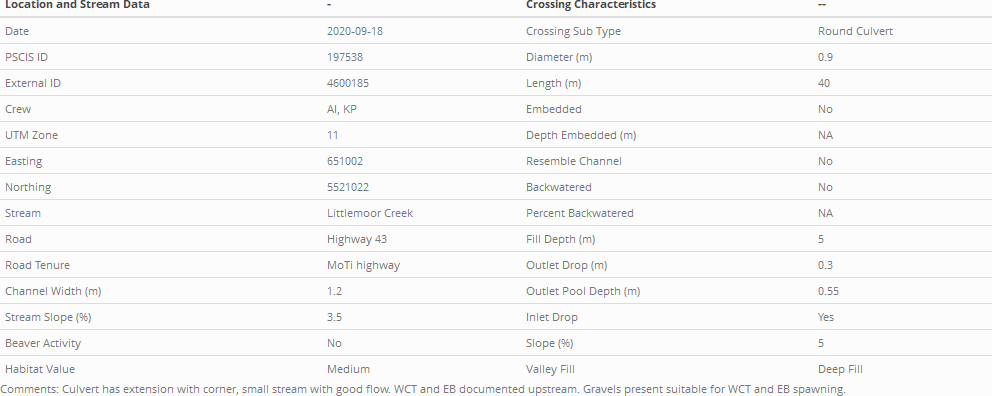 Location and Stream Data - Crossing Characteristics --
Date 2020-09-18 Crossing Sub Type Round Culvert
PSCIS ID 197538 Diameter (m) 0.9
External ID 4600185 Length (m) 40
Crew AI, KP Embedded No
UTM Zone 11 Depth Embedded (m) NA
Easting 651002 Resemble Channel No
Northing 5521022 Backwatered No
Stream Littlemoor Creek Percent Backwatered NA
Road Highway 43 Fill Depth (m) 5
Road Tenure MoTi highway Outlet Drop (m) 0.3
Channel Width (m) 1.2 Outlet Pool Depth (m) 0.55
Stream Slope (%) 3.5 Inlet Drop Yes
Beaver Activity No Slope (%) 5
Habitat Value Medium Valley Fill Deep Fill
Comments: Culvert has extension with corner, small stream with good flow. WCT and EB documented upstream. Gravels present suitable for WCT and EB spawning.